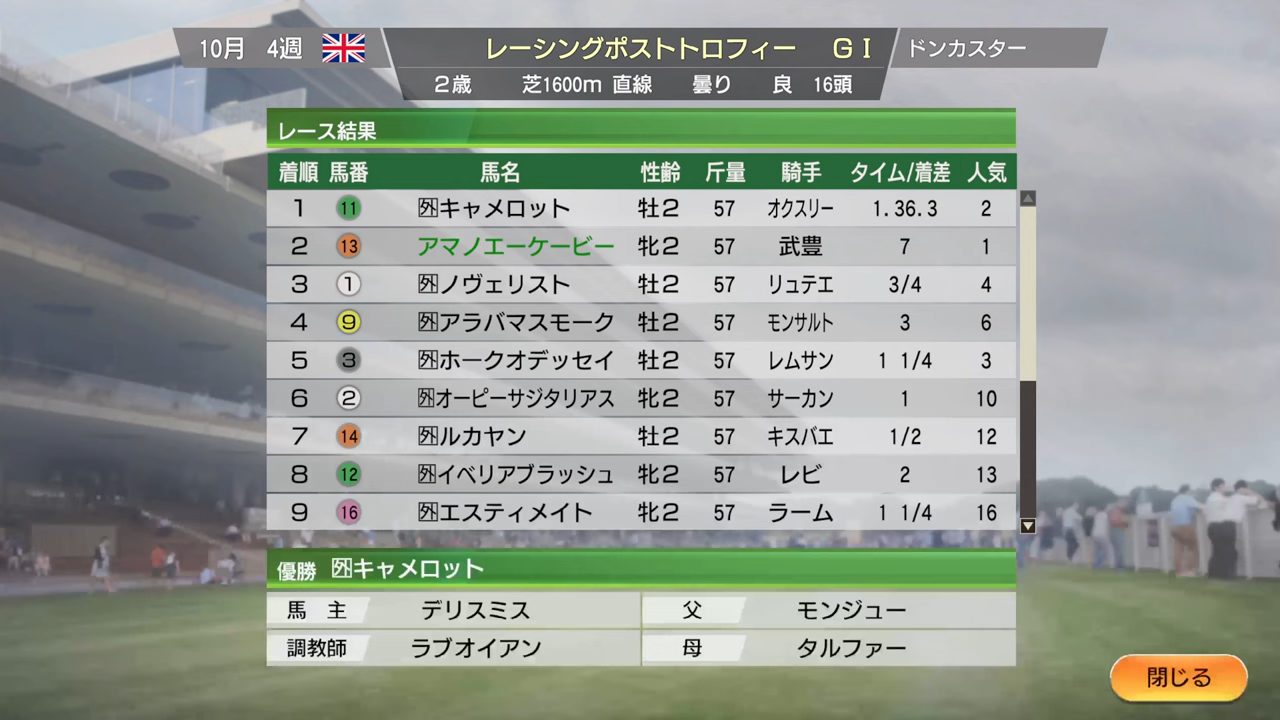 10月 4週 レーシングポストトロフィー GⅠ ドンカスター
2歳 芝1600m 直線 曇り 良 16頭
レース結果
着順 馬番 馬名 性齢 斤量 騎手 タイム/着差 人気
1 11 外キャメロット 牡2 57 オクスリー 1.36.3 2
2 13 アマノエーケービー 牝2 57 武豊 7 1
3 1 外ノヴェリスト 牡2 57 リュテエ 3/4 4
4 9 外アラバマスモーク 牡2 57 モンサルト 3 6
5 3 外ホークオデッセイ 牡2 57 レムサン 1 1/4 3
6 2 外オーピーサジタリアス 牝2 57 サーカン 1 10
7 14 外ルカヤン 牡2 57 キスバエ 1/2 12
8 12 外イベリアブラッシュ 牝2 57 レビ 2 13
9 16 外エスティメイト 牝2 57 ラーム 1 1/4 16
優勝 外キャメロット
馬主 デリスミス 父 モンジュー
調教師 ラブオイアン 母 タルファー
閉じる